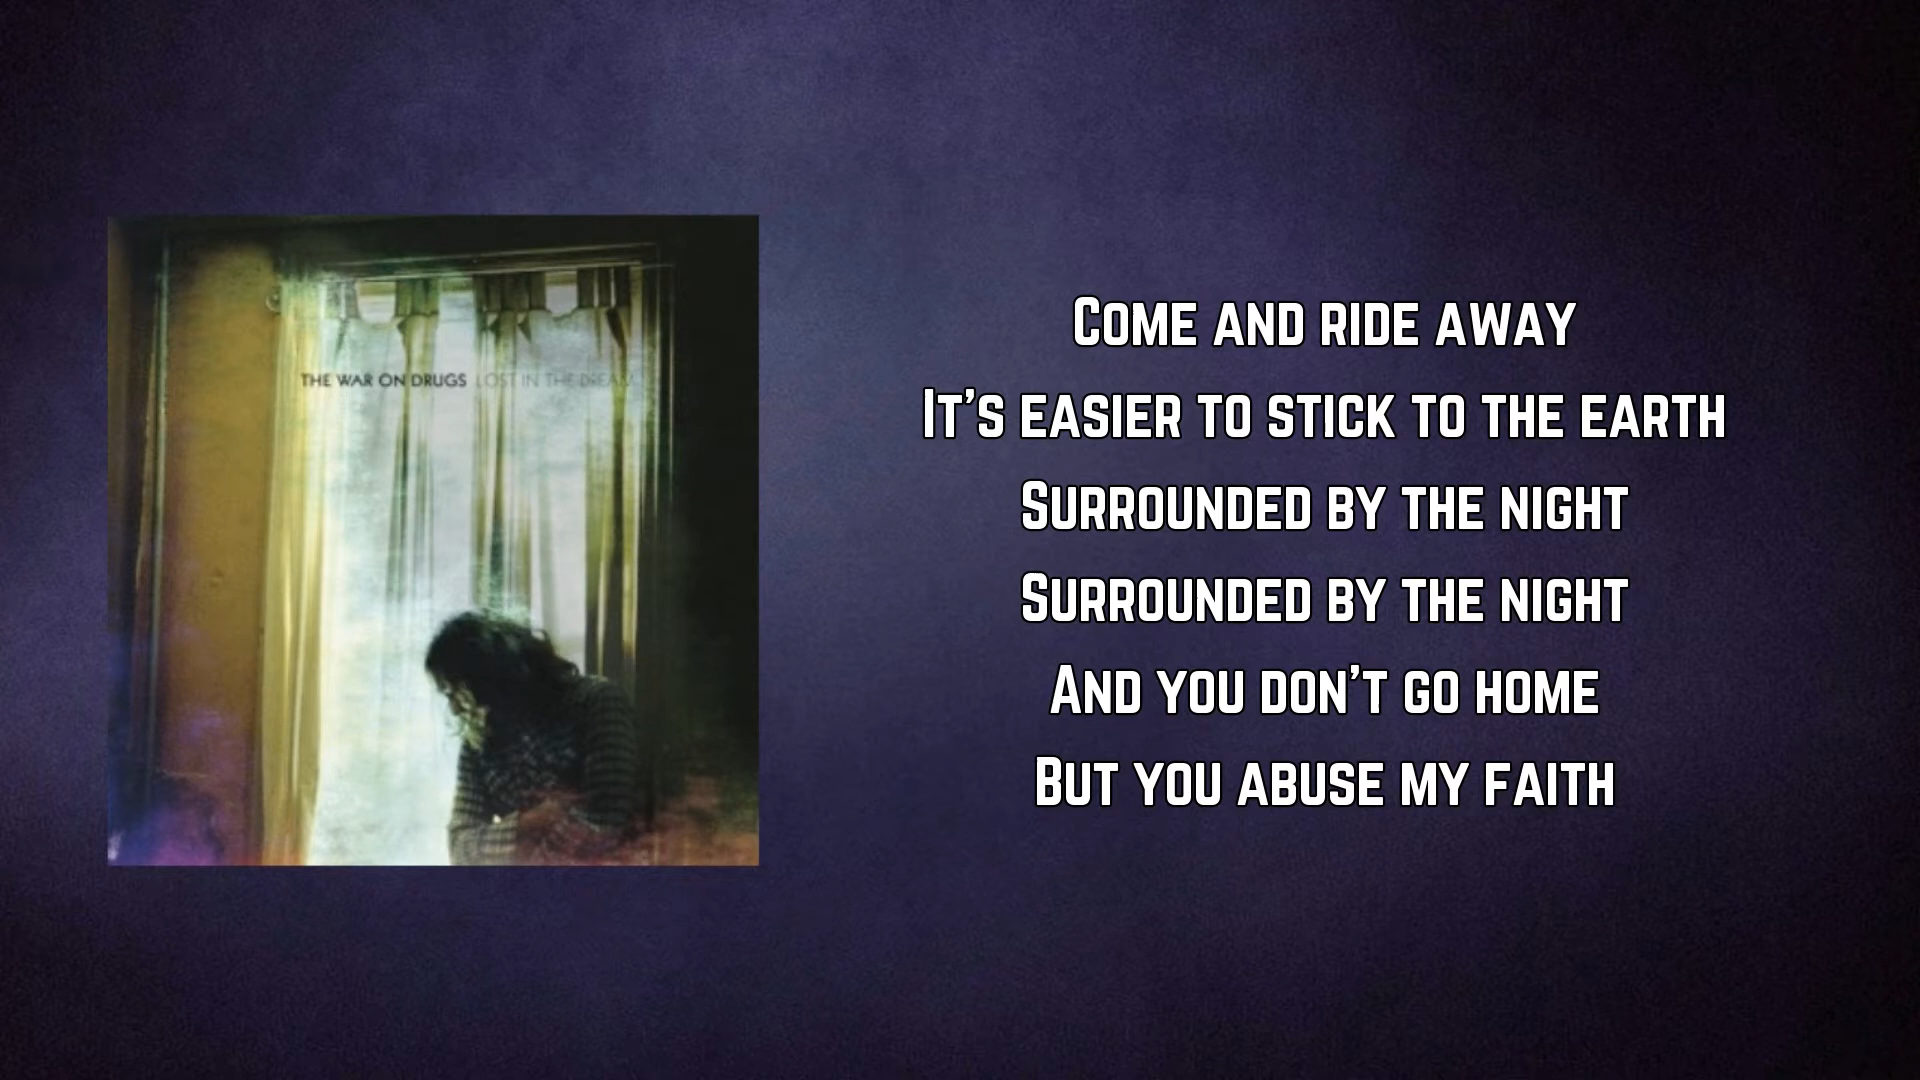 THE WAR ON DRUGS LOST IN THE DREAM
Come and ride away
It's easier to stick to the earth
Surrounded by the night
Surrounded by the night
And you don't go home
But you abuse my faith